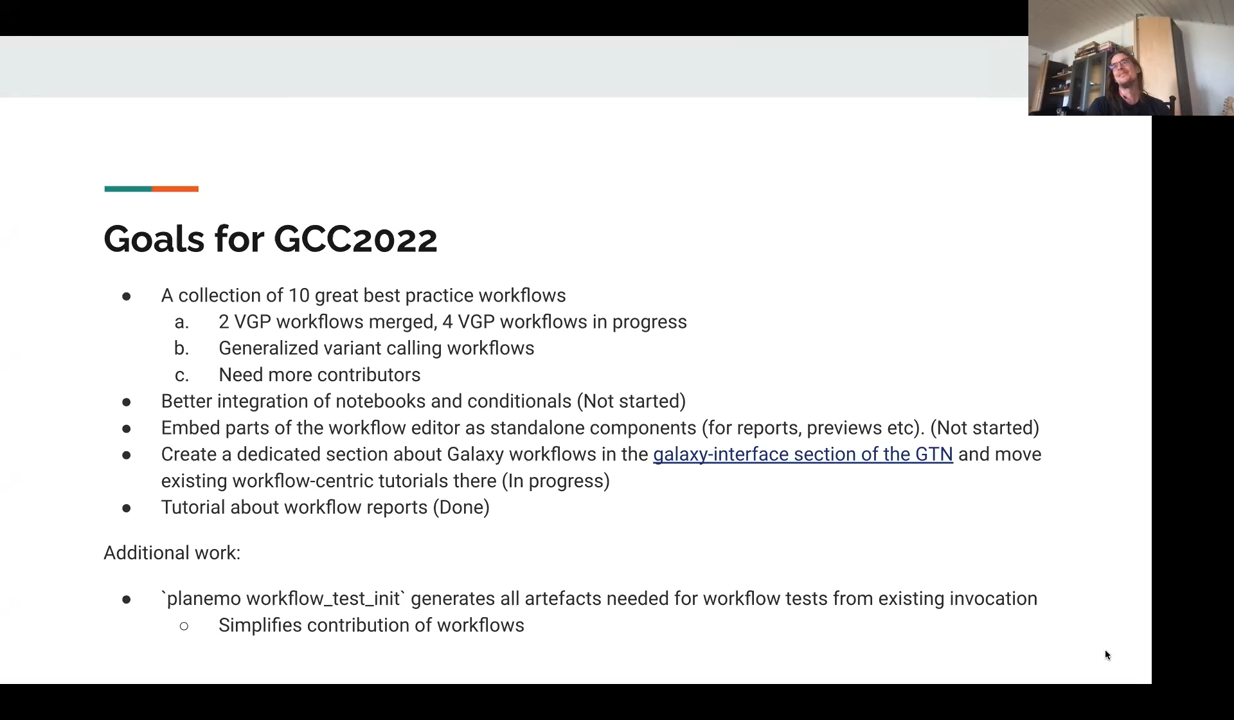 Goals for GCC2022
● A collection of 10 great best practice workflows
a. 2 VGP workflows merged, 4 VGP workflows in progress
b. Generalized variant calling workflows
c. Need more contributors
● Better integration of notebooks and conditionals (Not started)
● Embed parts of the workflow editor as standalone components (for reports, previews etc). (Not started)
● Create a dedicated section about Galaxy workflows in the galaxy-interface section of the GTN and move
existing workflow-centric tutorials there (In progress)
● Tutorial about workflow reports (Done)
Additional work:
● `planemo workflow_test_init` generates all artefacts needed for workflow tests from existing invocation
○ Simplifies contribution of workflows